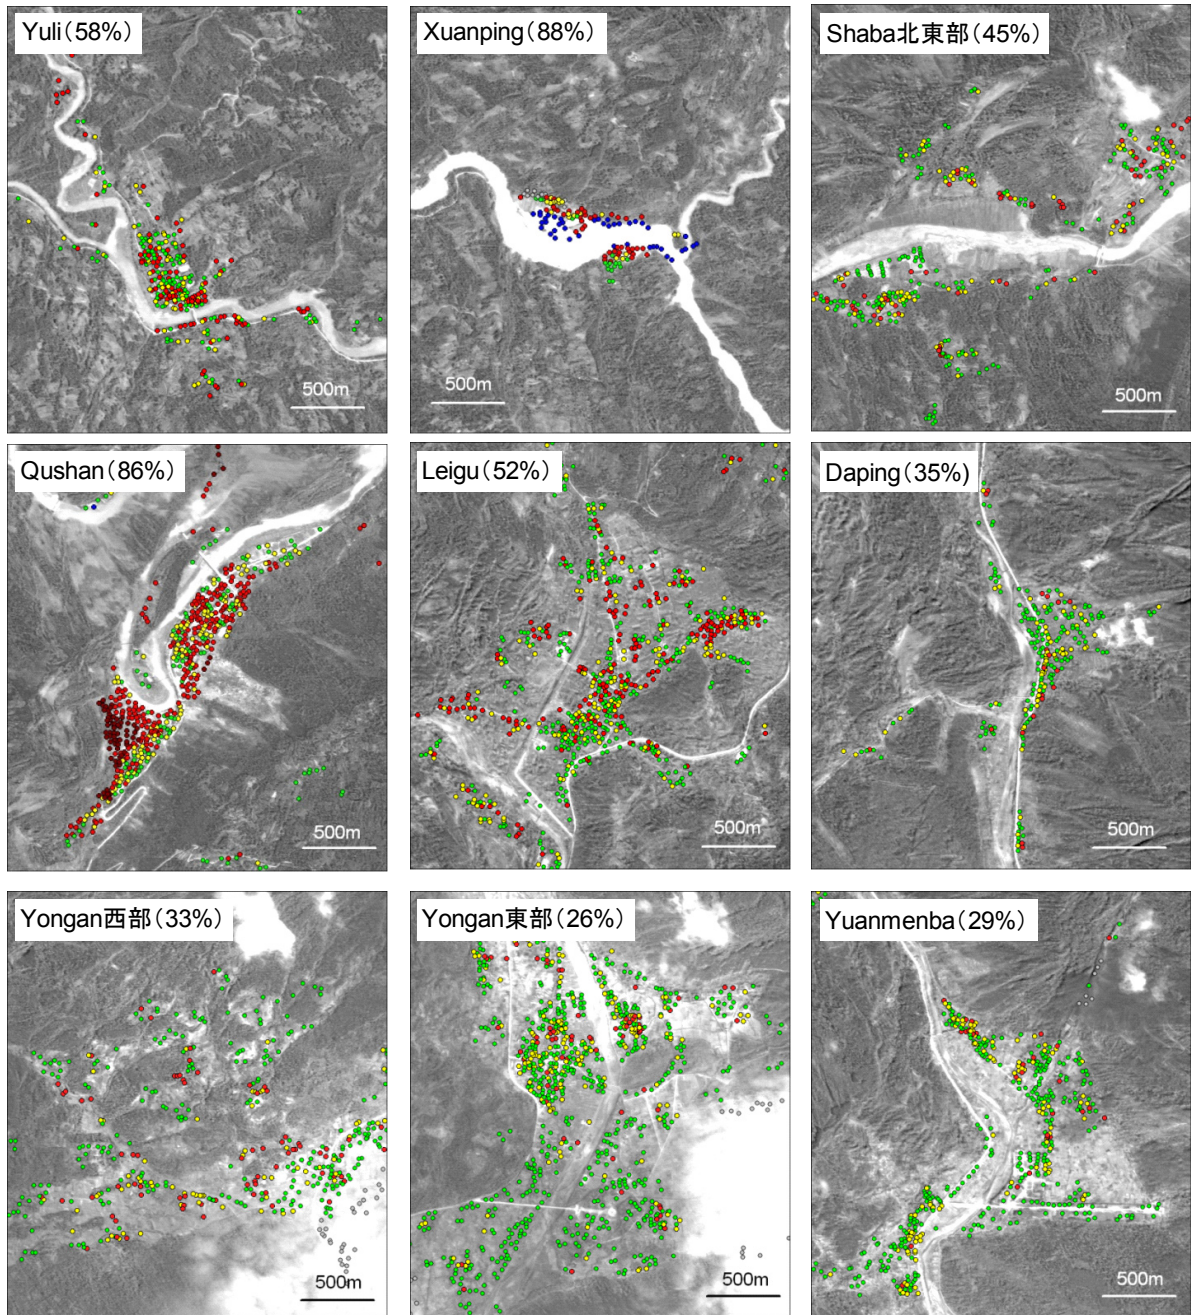 Yuli（58%）
Xuanping（88%）
Shaba北東部（45%）
500m
500m
500m
Qushan（86%）
Leigu（52%）
Daping（35%）
500m
500m
500m
Yongan西部（33%）
Yongan東部（26%）
Yuanmenba（29%）
500m
500m
500m